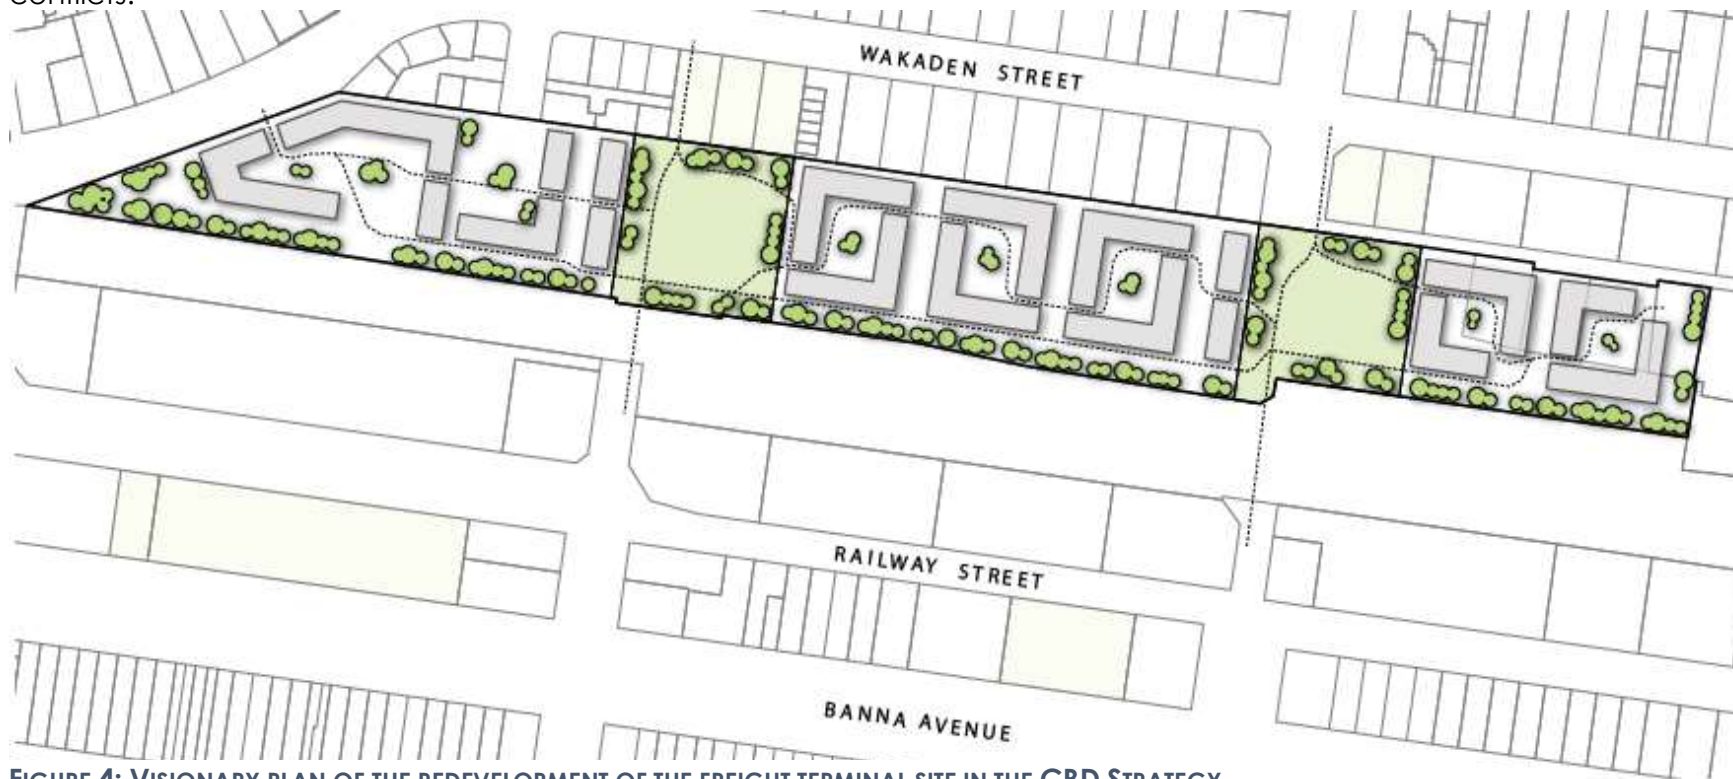 CONFLICTS.
WAKADEN STREET
RAILWAY STREET
BANNA AVENUE
FIGURE 4: VISIONARY PLAN OF THE REDEVELOPMENT OF THE FREIGHT TERMINAL SITE IN THE CBD STRATEGY